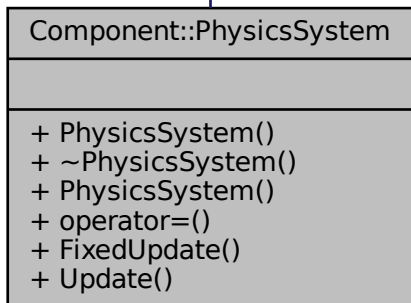 Component::PhysicsSystem
+ PhysicsSystem()
+ ~PhysicsSystem()
+ PhysicsSystem()
+ operator=()
+ FixedUpdate()
+ Update()